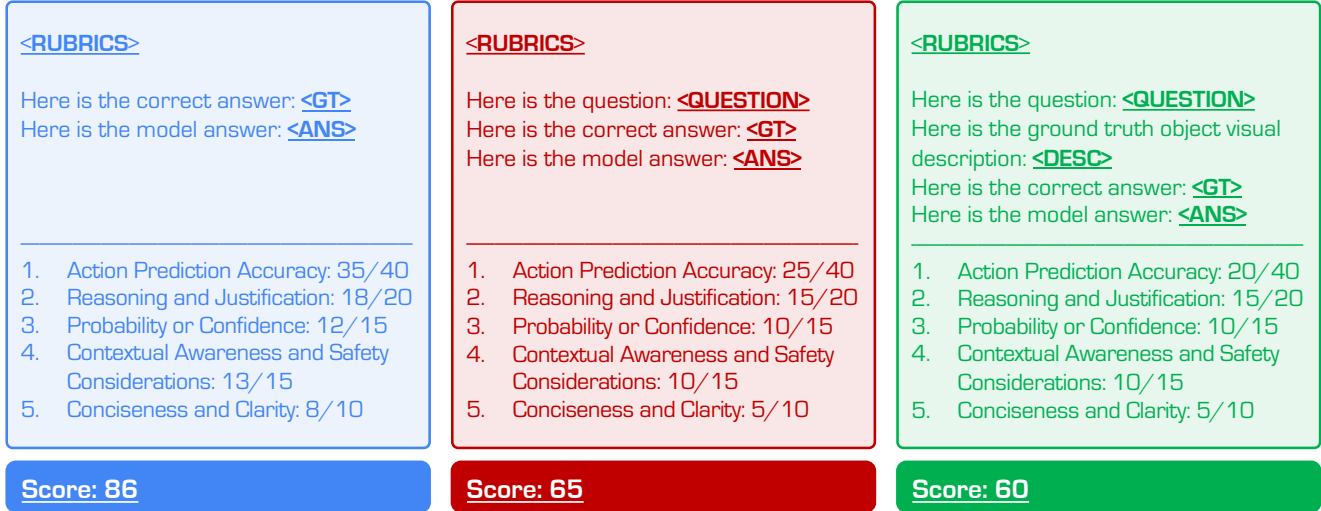 <RUBRICS>
Here is the correct answer: <GT>
Here is the model answer: <ANS>
1. Action Prediction Accuracy: 35/40
2. Reasoning and Justification: 18/20
3. Probability or Confidence: 12/15
4. Contextual Awareness and Safety
Considerations: 13/15
5. Conciseness and Clarity: 8/10
Score: 86
<RUBRICS>
Here is the question: <QUESTION>
Here is the correct answer: <GT>
Here is the model answer: <ANS>
1. Action Prediction Accuracy: 25/40
2. Reasoning and Justification: 15/20
3. Probability or Confidence: 10/15
4. Contextual Awareness and Safety
Considerations: 10/15
5. Conciseness and Clarity: 5/10
Score: 65
<RUBRICS>
Here is the question: <QUESTION>
Here is the ground truth object visual
description: <DESC>
Here is the correct answer: <GT>
Here is the model answer: <ANS>
1. Action Prediction Accuracy: 20/40
2. Reasoning and Justification: 15/20
3. Probability or Confidence: 10/15
4. Contextual Awareness and Safety
Considerations: 10/15
5. Conciseness and Clarity: 5/10
Score: 60